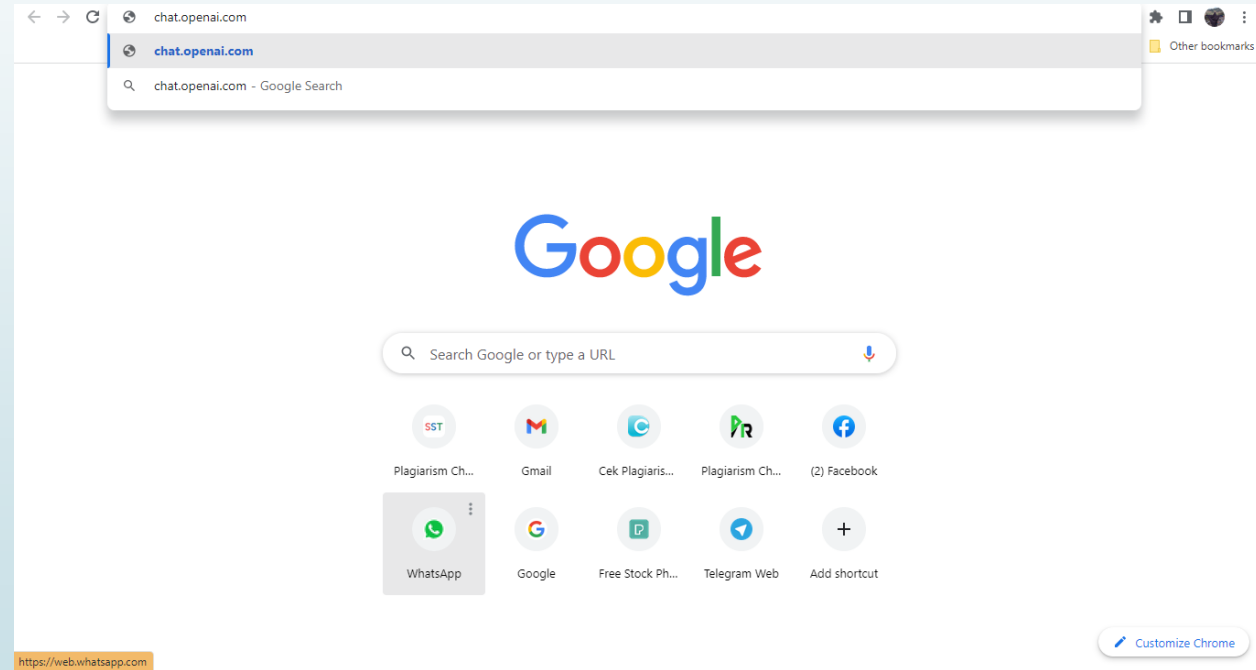 chat.openai.com
chat.openai.com
chat.openai.com - Google Search
Other bookmarks
Google
Search Google or type a URL
SST
Plagiarism Ch...
Gmail
Cek Plagiaris...
Plagiarism Ch...
(2) Facebook
WhatsApp
Google
Free Stock Ph...
Telegram Web
Add shortcut
Customize Chrome
https://web.whatsapp.com